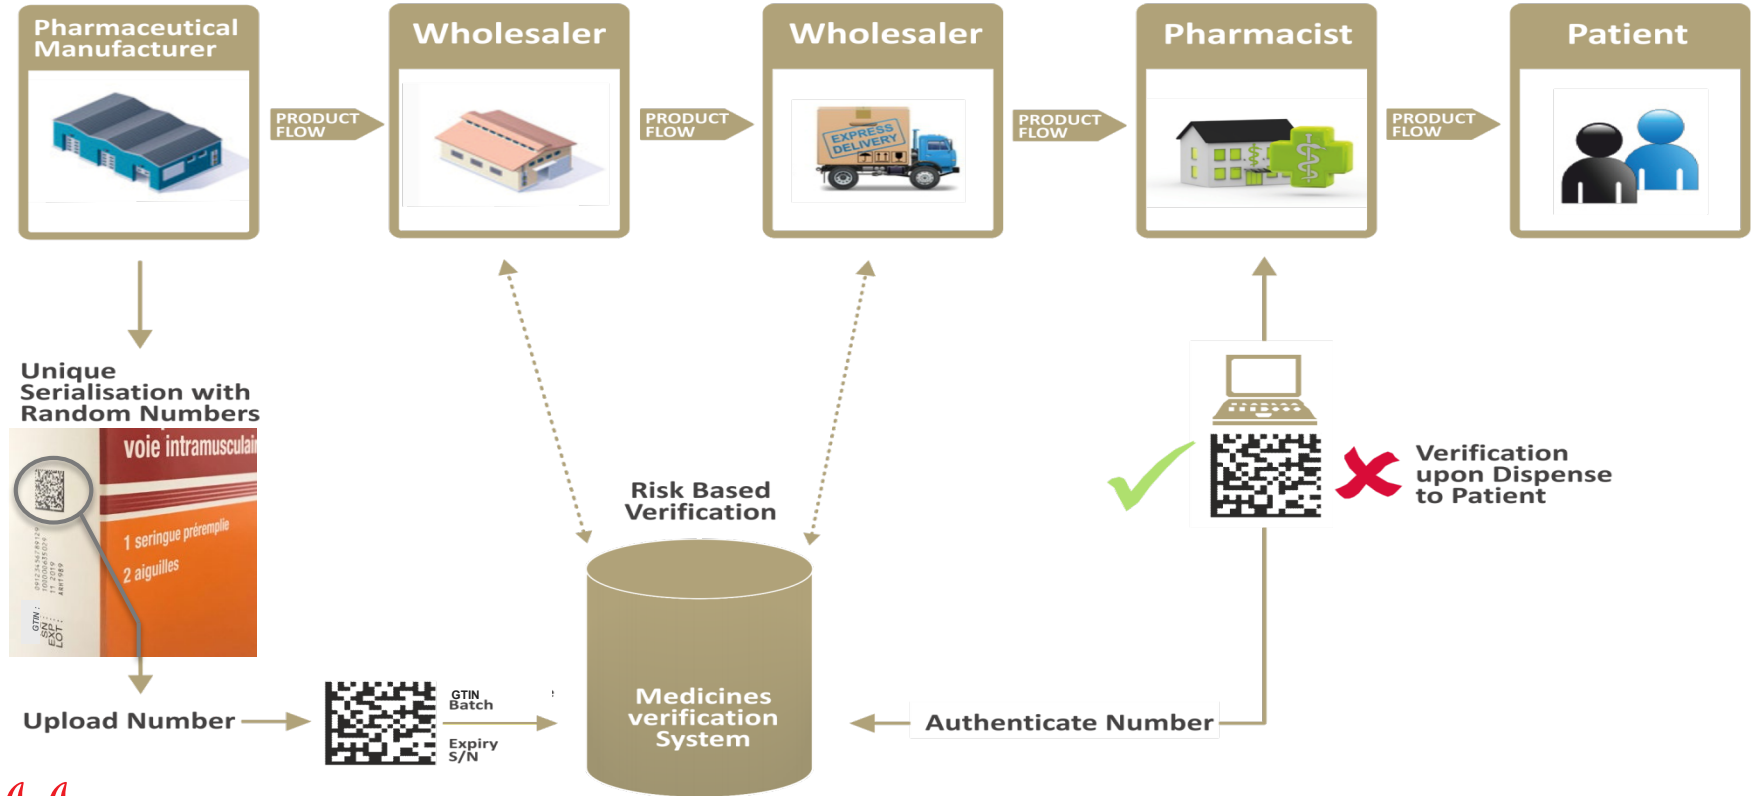 Pharmaceutical
Manufacturer
Wholesaler
Wholesaler
Pharmacist
Patient
PRODUCT
FLOW
PRODUCT
FLOW
PRODUCT
FLOW
PRODUCT
FLOW
EXPRESS
DELIVERY
Unique
Serialisation with
Random Numbers
voie intramusculair
1 seringue préremplie
2 aiguilles
GTIN:
SN:
EXP:
LOT:
11 2019
Upload Number
GTIN
Batch
Expiry
S/N
Risk Based
Verification
Medicines
verification
System
Verification
upon Dispense
to Patient
Authenticate Number